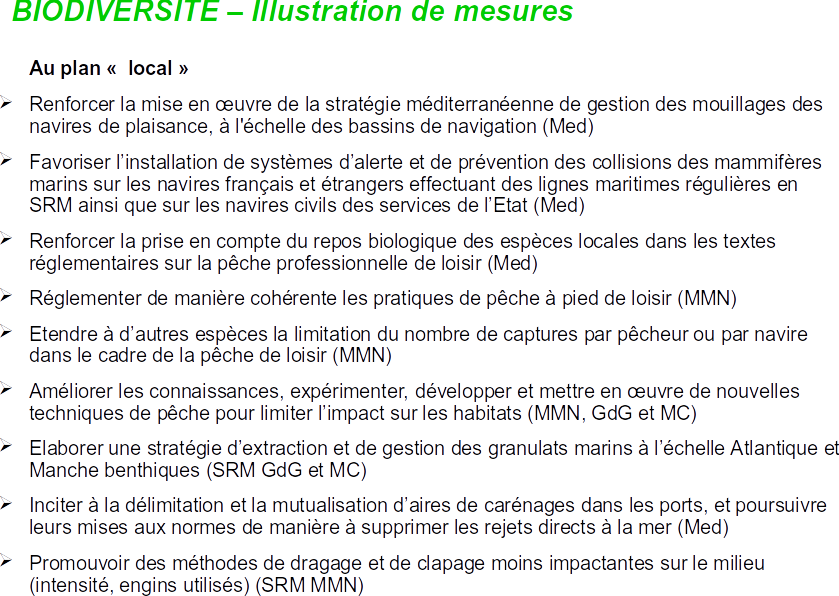 BIODIVERSITE – Illustration de mesures
Au plan «  local »
➢ Renforcer la mise en œuvre de la stratégie méditerranéenne de gestion des mouillages des
navires de plaisance, à l'échelle des bassins de navigation (Med)
➢ Favoriser l’installation de systèmes d’alerte et de prévention des collisions des mammifères
marins sur les navires français et étrangers effectuant des lignes maritimes régulières en
SRM ainsi que sur les navires civils des services de l’Etat (Med)
➢ Renforcer la prise en compte du repos biologique des espèces locales dans les textes
réglementaires sur la pêche professionnelle de loisir (Med)
➢ Réglementer de manière cohérente les pratiques de pêche à pied de loisir (MMN)
➢ Etendre à d’autres espèces la limitation du nombre de captures par pêcheur ou par navire
dans le cadre de la pêche de loisir (MMN)
➢ Améliorer les connaissances, expérimenter, développer et mettre en œuvre de nouvelles
techniques de pêche pour limiter l’impact sur les habitats (MMN, GdG et MC)
➢ Elaborer une stratégie d’extraction et de gestion des granulats marins à l’échelle Atlantique et
Manche benthiques (SRM GdG et MC)
➢ Inciter à la délimitation et la mutualisation d’aires de carénages dans les ports, et poursuivre
leurs mises aux normes de manière à supprimer les rejets directs à la mer (Med)
➢ Promouvoir des méthodes de dragage et de clapage moins impactantes sur le milieu
(intensité, engins utilisés) (SRM MMN)